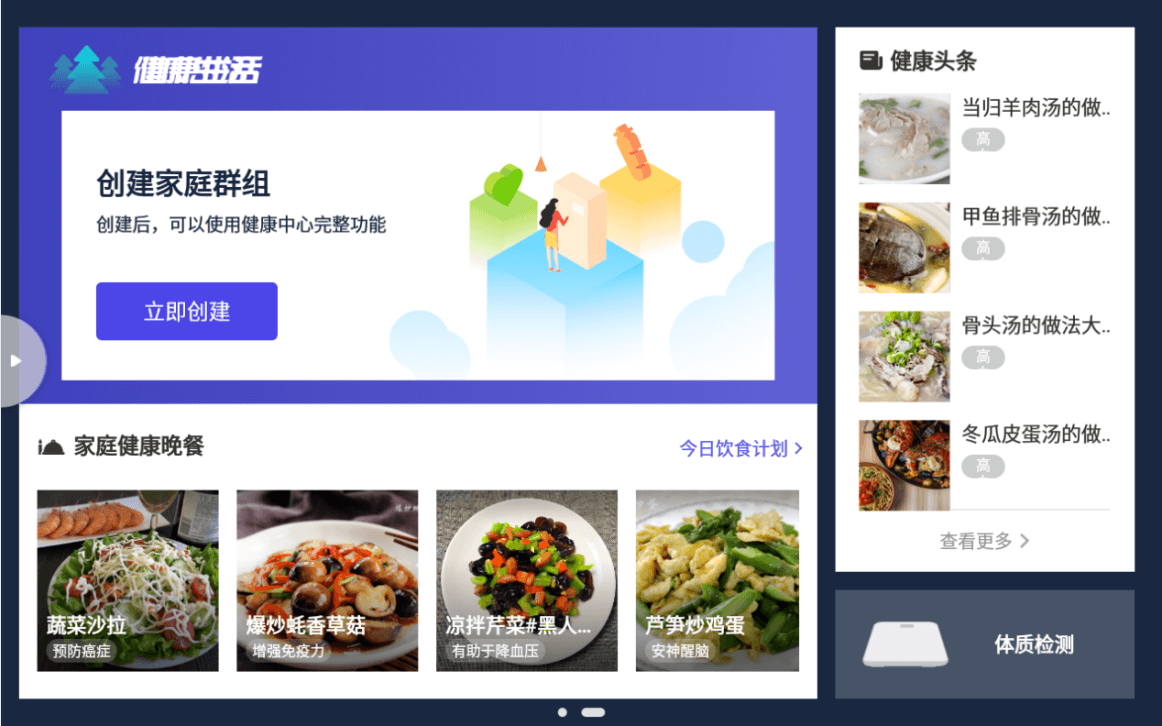 健康生活
创建家庭群组
创建后，可以使用健康中心完整功能
立即创建
家庭健康晚餐
今日饮食计划
蔬菜沙拉
预防癌症
爆炒蚝香草菇
增强免疫力
凉拌芹菜#黑人...
有助于降血压
芦笋炒鸡蛋
安神醒脑
健康头条
当归羊肉汤的做..
高
甲鱼排骨汤的做..
高
骨头汤的做法大..
高
冬瓜皮蛋汤的做..
高
查看更多
体质检测